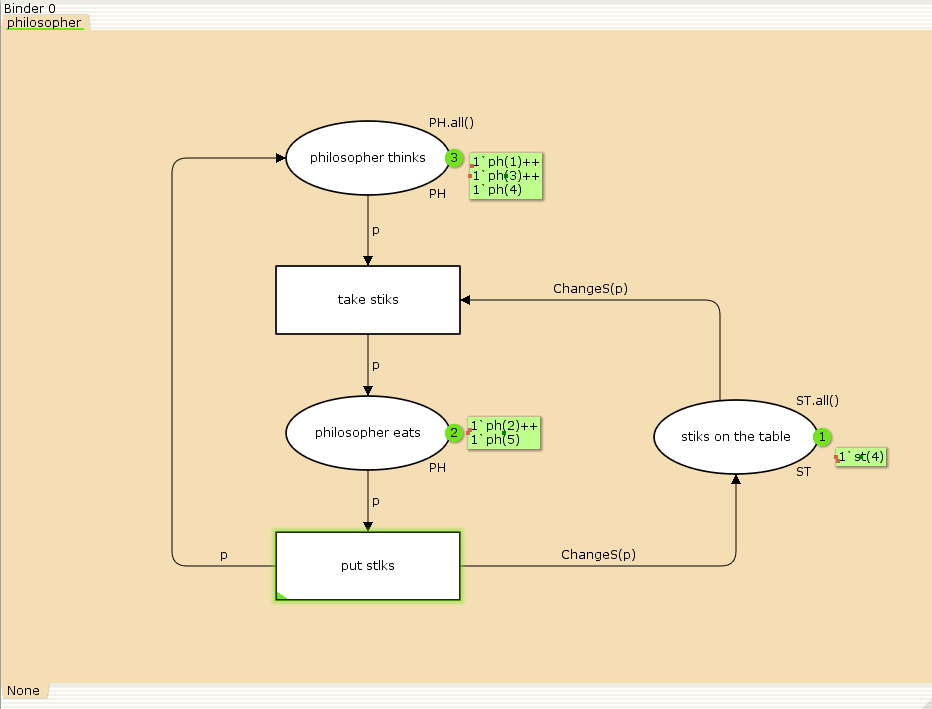 Binder 0
philosopher
PH.all()
philosopher thinks
3
1`ph(1)++
1`ph(3)++
1`ph(4)
PH
p
take stiks
ChangeS(p)
p
philosopher eats
2
1`ph(2)++
1`ph(5)
PH
ST.all()
stiks on the table
1
1`st(4)
ST
p
p
put stlks
ChangeS(p)
None